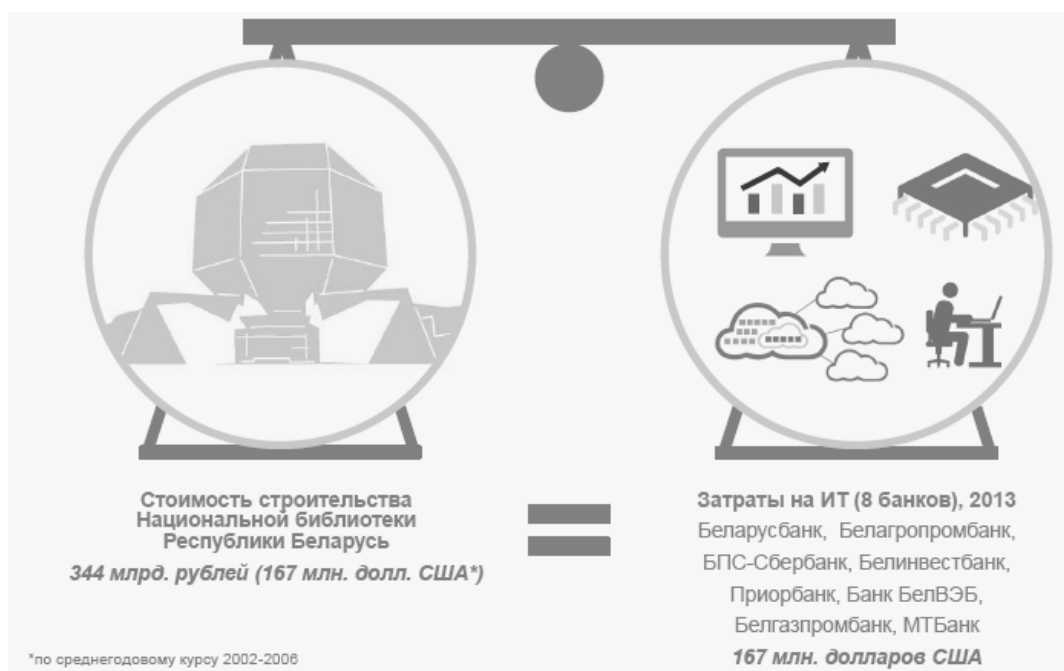 Стоимость строительства
Национальной библиотеки
Республики Беларусь
344 млрд. рублей (167 млн. долл. США*)
*по среднегодовому курсу 2002-2006
Затраты на ИТ (8 банков), 2013
Беларусбанк, Белагропромбанк,
БПС-Сбербанк, Белинвестбанк,
Приорбанк, Банк БелВЭБ,
Белгазпромбанк, МТБанк
167 млн. долларов США